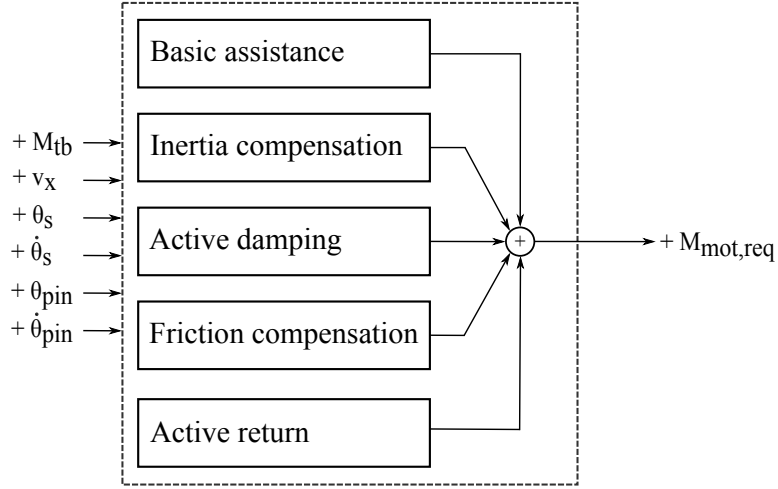 Basic assistance
+ M_tb
Inertia compensation
+ v_x
+ θ_s
Active damping
+
+ M_mot,req
+ θ̇_s
+ θ_pin
Friction compensation
+ θ̇_pin
Active return